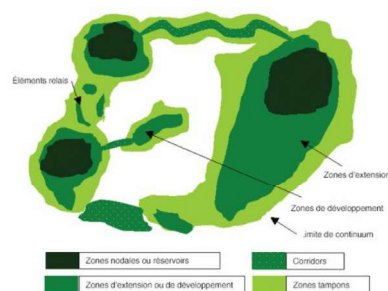 Éléments relais
Zones d'extension
Zones de développement
.imite de continuum
Zones nodales ou réservoirs
Corridors
Zones d'extension ou de développement
Zones tampons